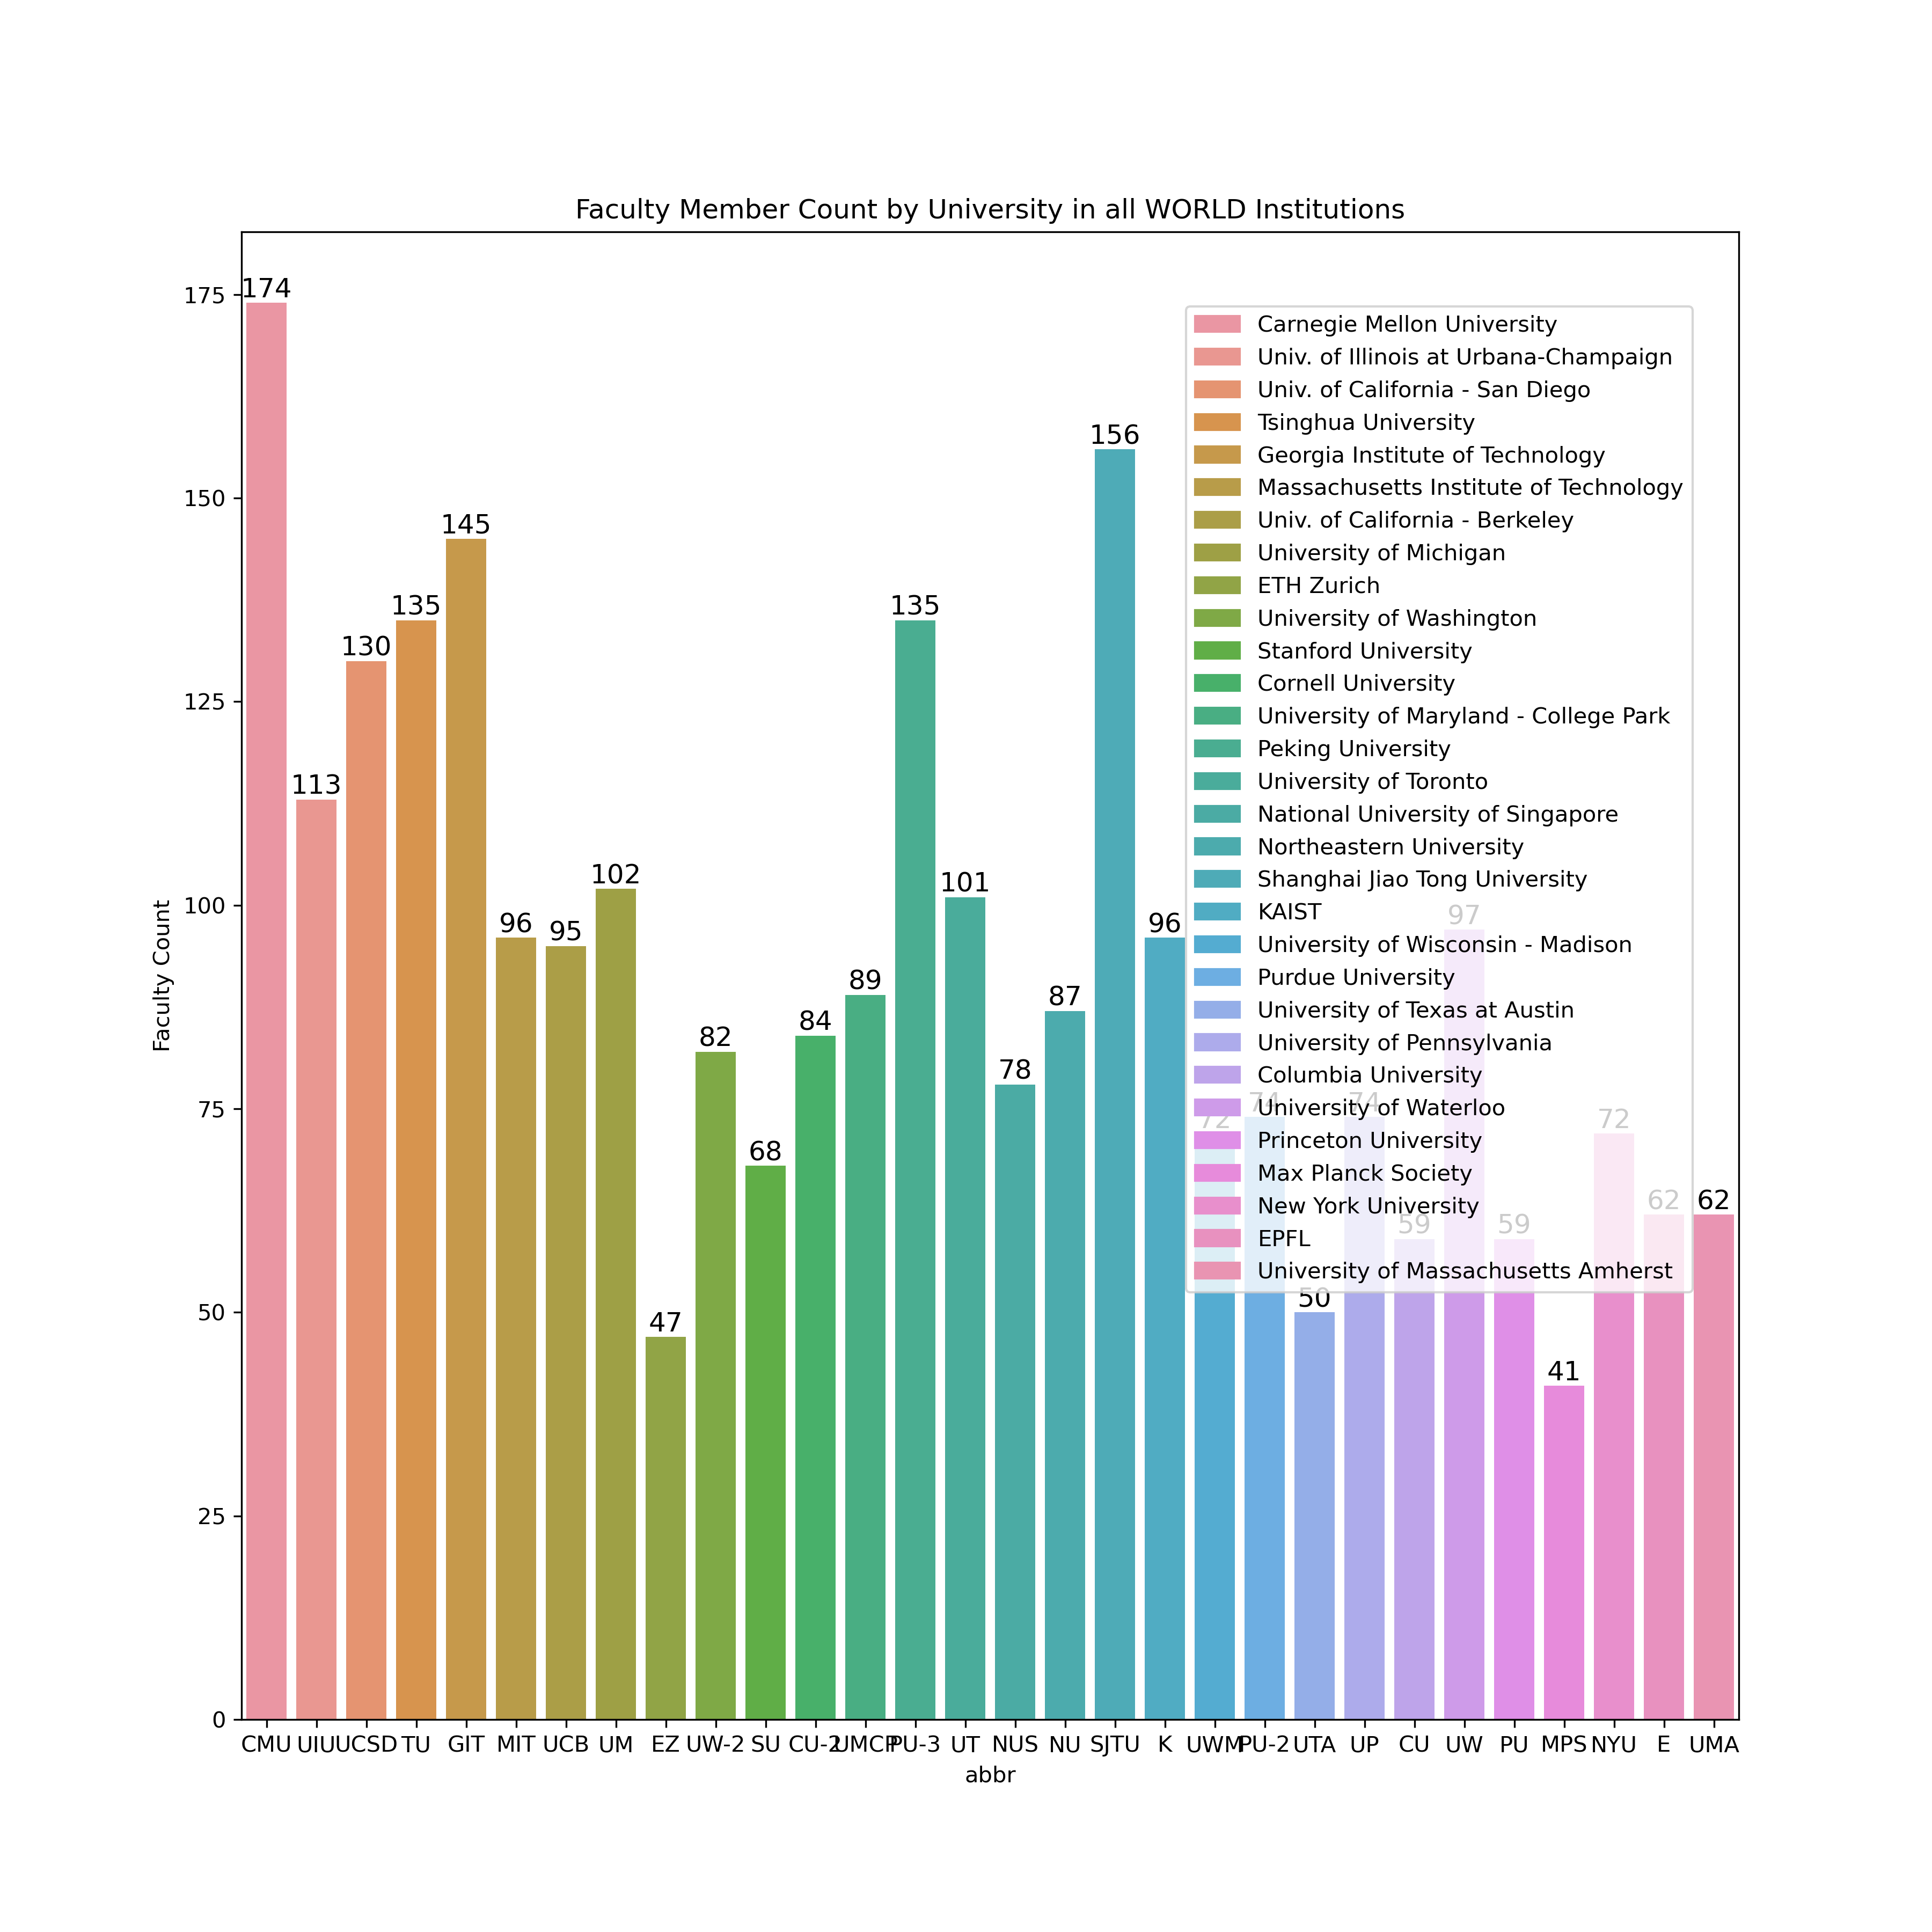 Faculty Member Count by University in all WORLD Institutions
Faculty Count
175
150
125
100
75
50
25
0
174
113
130
135
145
96
95
102
47
82
68
84
89
135
101
78
87
156
96
72
74
50
74
59
97
59
41
72
62
62
Carnegie Mellon University
Univ. of Illinois at Urbana-Champaign
Univ. of California - San Diego
Tsinghua University
Georgia Institute of Technology
Massachusetts Institute of Technology
Univ. of California - Berkeley
University of Michigan
ETH Zurich
University of Washington
Stanford University
Cornell University
University of Maryland - College Park
Peking University
University of Toronto
National University of Singapore
Northeastern University
Shanghai Jiao Tong University
KAIST
University of Wisconsin - Madison
Purdue University
University of Texas at Austin
University of Pennsylvania
Columbia University
University of Waterloo
Princeton University
Max Planck Society
New York University
EPFL
University of Massachusetts Amherst
CMU UIU UCSD TU GIT MIT UCB UM EZ UW-2 SU CU-2 UMCP PU-3 UT NUS NU SJTU K UWM PU-2 UTA UP CU UW PU MPS NYU E UMA
abbr